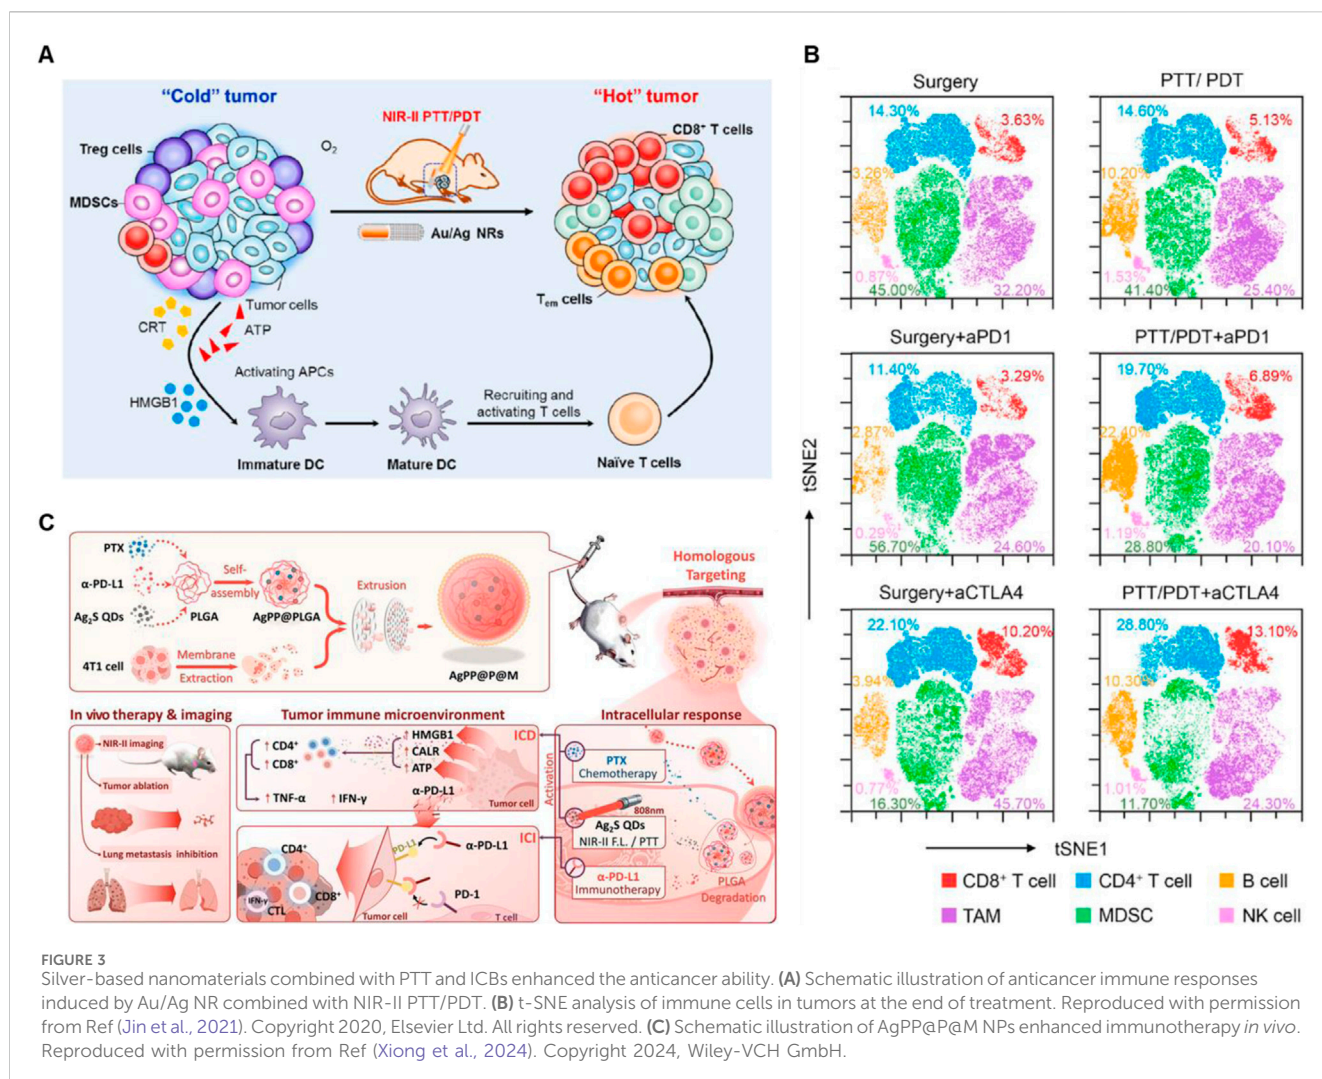 A
"Cold" tumor
"Hot" tumor
NIR-II PTT/PDT
O₂
CD8⁺ T cells
Treg cells
MDSCs
Au/Ag NRs
Tem cells
Tumor cells
CRT
ATP
Activating APCs
HMGB1
Recruiting and
activating T cells
Immature DC
Mature DC
Naïve T cells
B
Surgery
14.30%
3.63%
3.26%
0.87%
45.00%
32.20%
PTT/ PDT
14.60%
5.13%
10.20%
1.53%
41.40%
25.40%
Surgery+aPD1
11.40%
3.29%
2.87%
0.29%
56.70%
24.60%
PTT/PDT+aPD1
19.70%
6.89%
22.40%
1.19%
28.80%
20.10%
Surgery+aCTLA4
22.10%
10.20%
3.94%
0.77%
16.30%
45.70%
PTT/PDT+aCTLA4
28.80%
13.10%
10.30%
1.01%
11.70%
24.30%
tSNE2
tSNE1
CD8⁺ T cell
CD4⁺ T cell
B cell
TAM
MDSC
NK cell
C
PTX
α-PD-L1
Ag₂S QDs
PLGA
Self-
assembly
AgPP@PLGA
Extrusion
4T1 cell
Membrane
Extraction
AgPP@P@M
Homologous
Targeting
In vivo therapy & imaging
NIR-II imaging
Tumor ablation
Lung metastasis inhibition
Tumor immune microenvironment
CD4⁺
CD8⁺
TNF-α
IFN-γ
HMGB1
CALR
ATP
α-PD-L1
ICD
Tumor cell
ICI
CD4⁺
CD8⁺
IFN-γ
CTL
PD-L1
α-PD-L1
PD-1
Tumor cell
T cell
Intracellular response
Activation
PTX
Chemotherapy
808nm
Ag₂S QDs
NIR-II F.L. / PTT
α-PD-L1
Immunotherapy
PLGA
Degradation
FIGURE 3
Silver-based nanomaterials combined with PTT and ICBs enhanced the anticancer ability. (A) Schematic illustration of anticancer immune responses
induced by Au/Ag NR combined with NIR-II PTT/PDT. (B) t-SNE analysis of immune cells in tumors at the end of treatment. Reproduced with permission
from Ref (Jin et al., 2021). Copyright 2020, Elsevier Ltd. All rights reserved. (C) Schematic illustration of AgPP@P@M NPs enhanced immunotherapy in vivo.
Reproduced with permission from Ref (Xiong et al., 2024). Copyright 2024, Wiley-VCH GmbH.